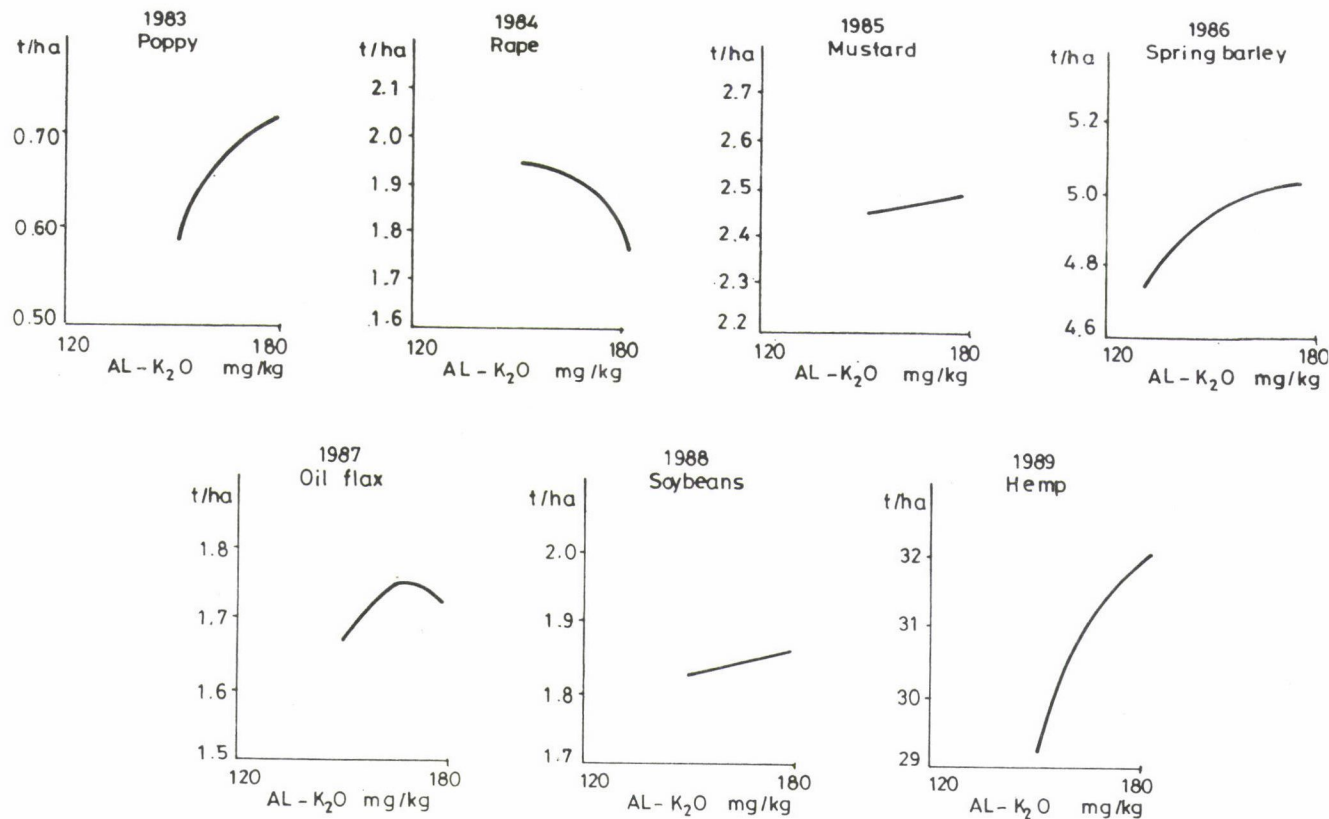 1983
Poppy
t/ha
0.70
0.60
0.50
120
180
AL-K₂O mg/kg
1984
Rape
t/ha
2.1
2.0
1.9
1.8
1.7
1.6
120
180
AL-K₂O mg/kg
1985
Mustard
t/ha
2.7
2.6
2.5
2.4
2.3
2.2
120
180
AL-K₂O mg/kg
1986
Spring barley
t/ha
5.2
5.0
4.8
4.6
120
180
AL-K₂O mg/kg
1987
Oil flax
t/ha
1.8
1.7
1.6
1.5
120
180
AL-K₂O mg/kg
1988
Soybeans
t/ha
2.0
1.9
1.8
1.7
120
180
AL-K₂O mg/kg
1989
Hemp
t/ha
32
31
30
29
120
180
AL-K₂O mg/kg